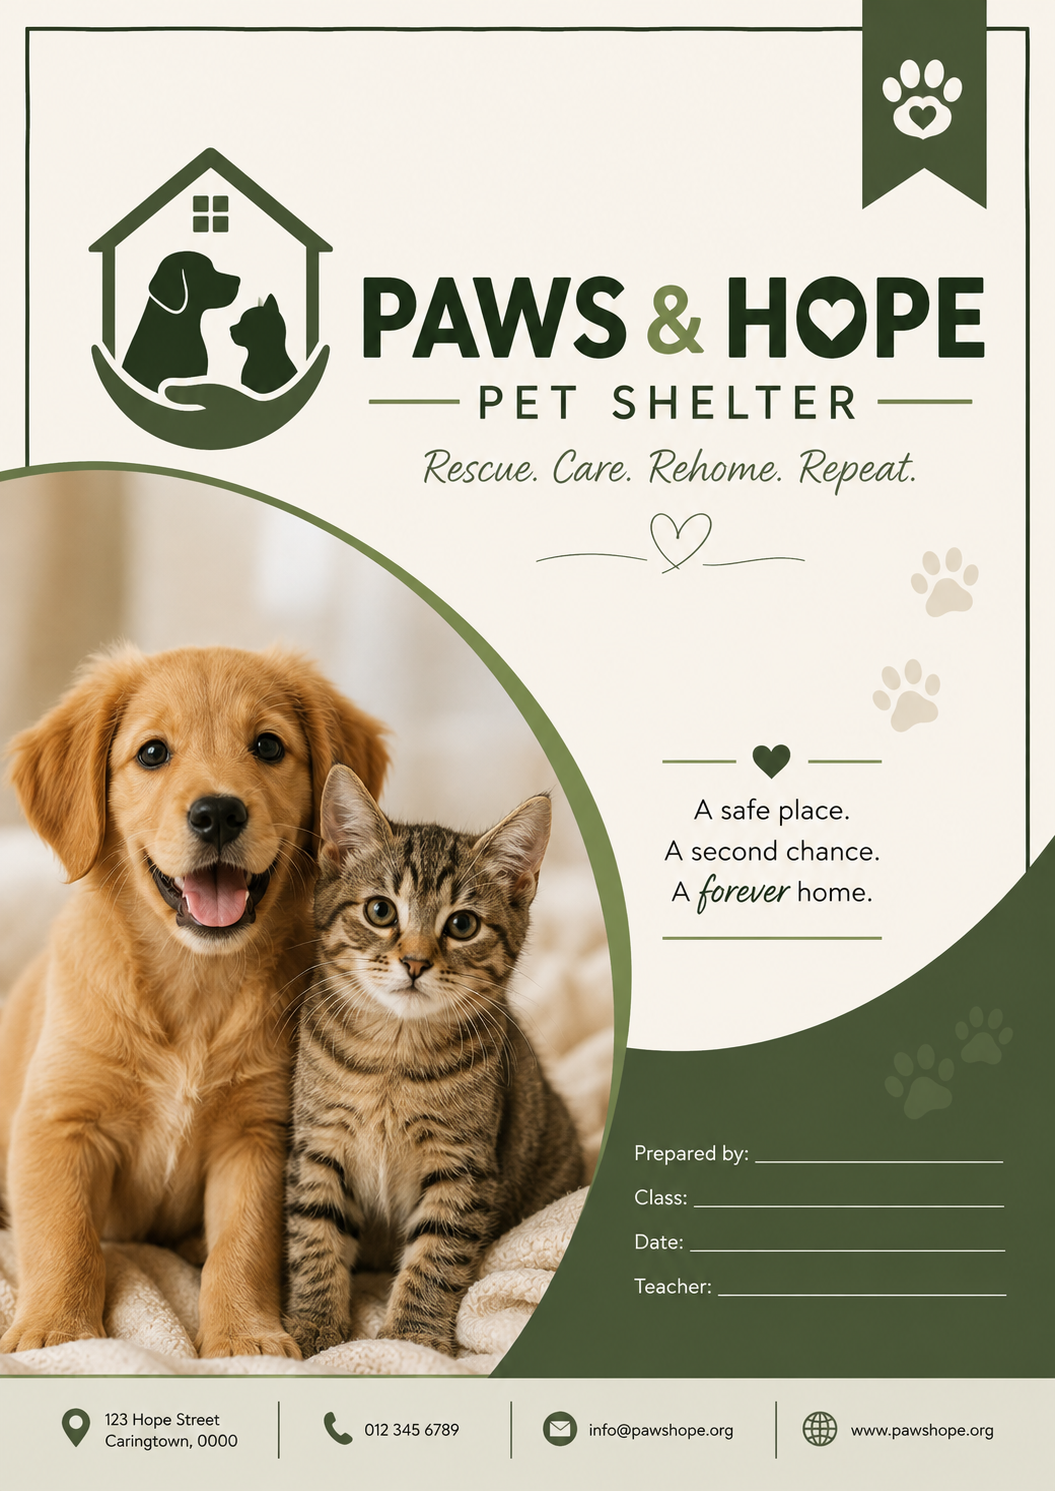 PAWS & HOPE
PET SHELTER
Rescue. Care. Rehome. Repeat.
A safe place.
A second chance.
A forever home.
Prepared by:
Class:
Date:
Teacher:
123 Hope Street
Caringtown, 0000
012 345 6789
info@pawshope.org
www.pawshope.org